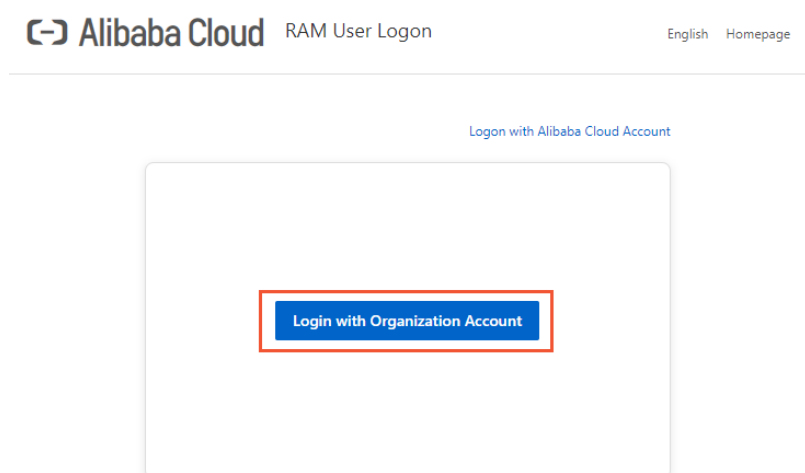 Alibaba Cloud RAM User Logon English Homepage
Logon with Alibaba Cloud Account
Login with Organization Account